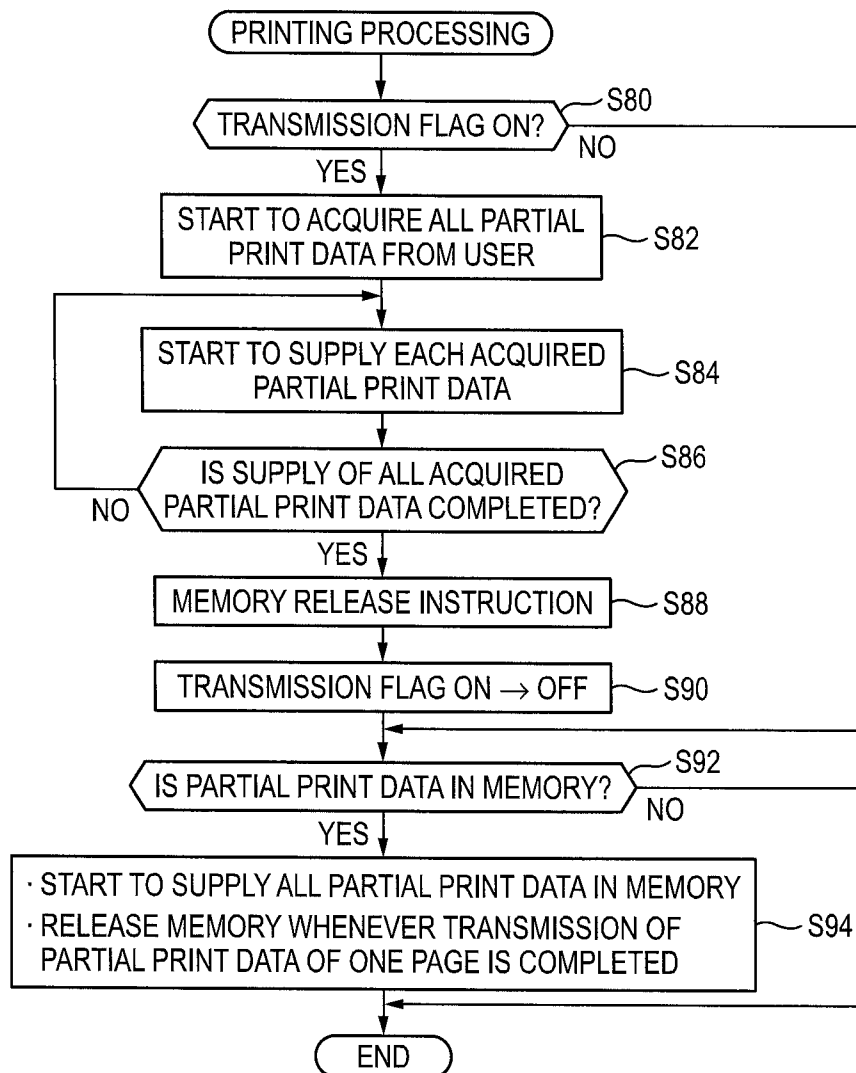 PRINTING PROCESSING
S80
TRANSMISSION FLAG ON?
NO
YES
START TO ACQUIRE ALL PARTIAL
PRINT DATA FROM USER
S82
START TO SUPPLY EACH ACQUIRED
PARTIAL PRINT DATA
S84
IS SUPPLY OF ALL ACQUIRED
PARTIAL PRINT DATA COMPLETED?
S86
NO
YES
MEMORY RELEASE INSTRUCTION
S88
TRANSMISSION FLAG ON → OFF
S90
S92
IS PARTIAL PRINT DATA IN MEMORY?
NO
YES
· START TO SUPPLY ALL PARTIAL PRINT DATA IN MEMORY
· RELEASE MEMORY WHENEVER TRANSMISSION OF
PARTIAL PRINT DATA OF ONE PAGE IS COMPLETED
S94
END